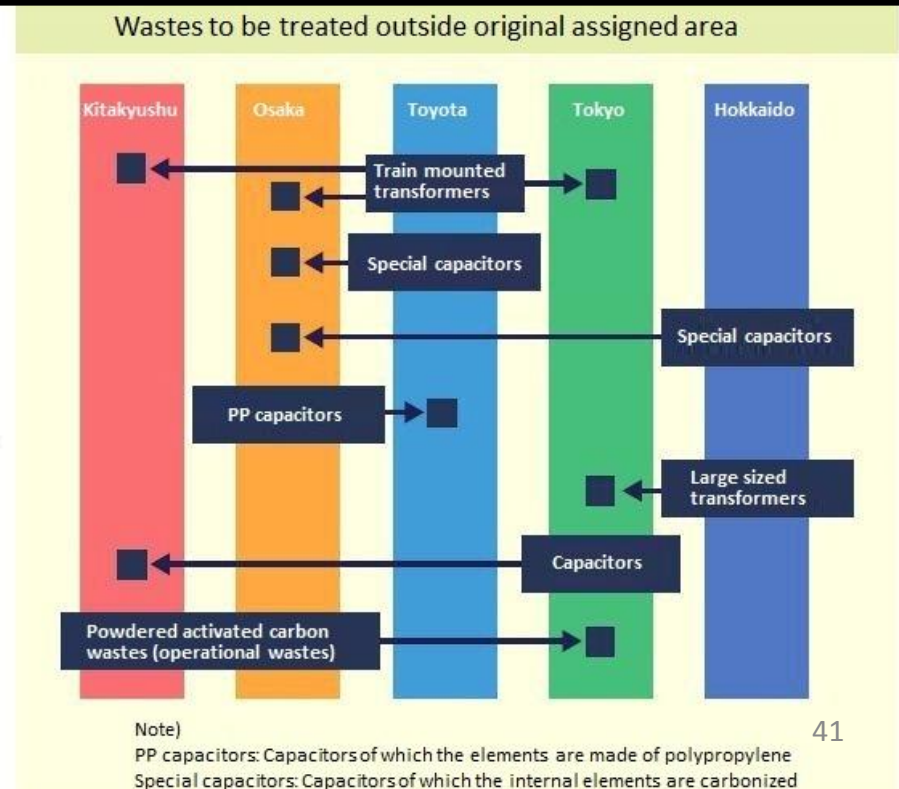 Wastes to be treated outside original assigned area
Kitakyushu
Osaka
Toyota
Tokyo
Hokkaido
Train mounted
transformers
Special capacitors
Special capacitors
PP capacitors
Large sized
transformers
Capacitors
Powdered activated carbon
wastes (operational wastes)
Note)
41
PP capacitors: Capacitors of which the elements are made of polypropylene
Special capacitors: Capacitors of which the internal elements are carbonized